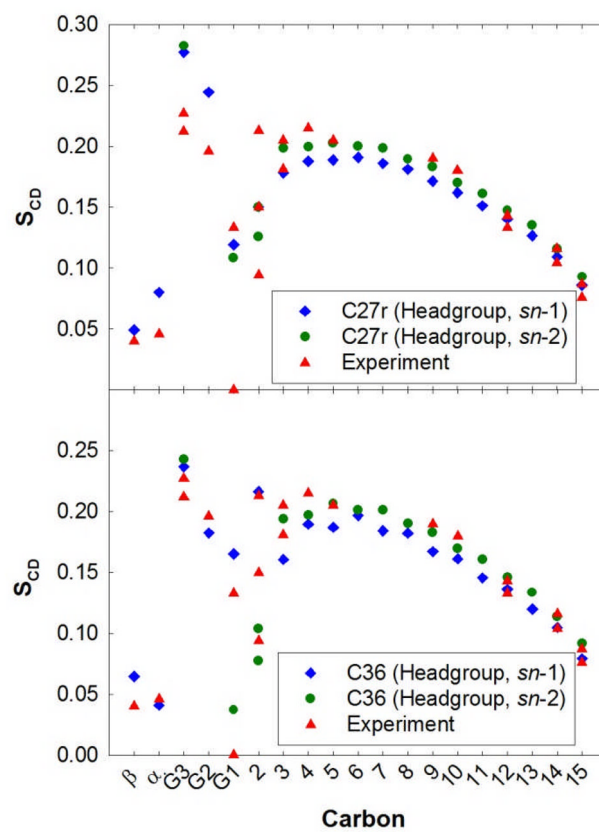 0.30
0.25
0.20
0.15
0.10
0.05
S_CD
C27r (Headgroup, sn-1)
C27r (Headgroup, sn-2)
Experiment
0.25
0.20
0.15
0.10
0.05
0.00
S_CD
C36 (Headgroup, sn-1)
C36 (Headgroup, sn-2)
Experiment
β α G3 G2 G1 2 3 4 5 6 7 8 9 10 11 12 13 14 15
Carbon